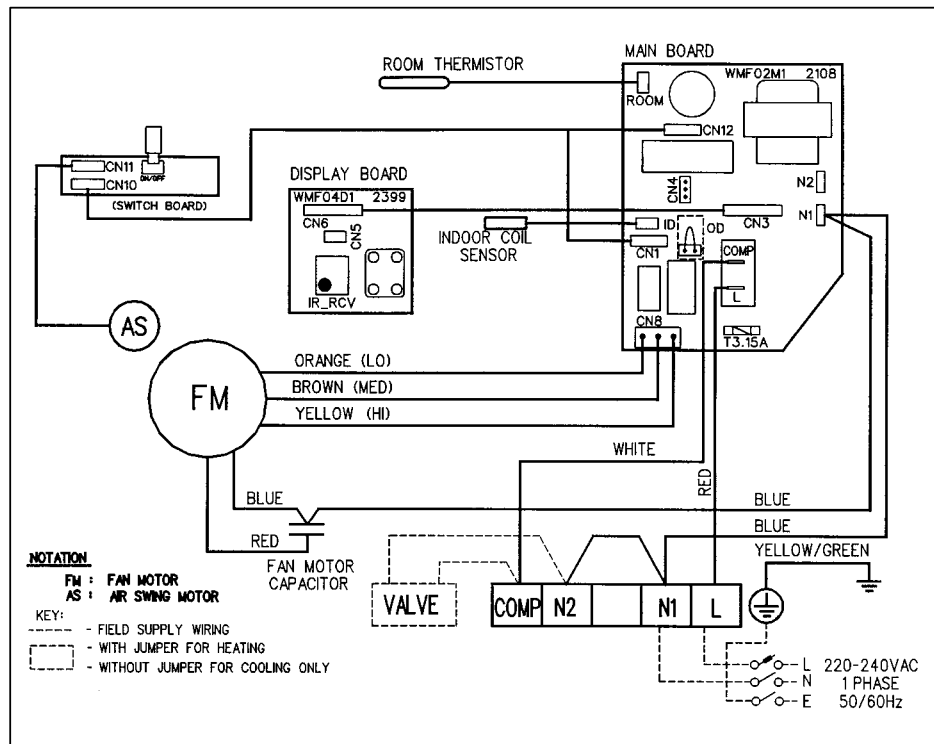 MAIN BOARD
ROOM THERMISTOR
WMF02M1 2108
ROOM
CN12
CN11
CN10
ON/OFF
(SWITCH BOARD)
DISPLAY BOARD
WMF04D1 2399
CN6
CN5
IR_RCV
CN4
N2
N1
CN3
ID
OD
INDOOR COIL
SENSOR
CN1
COMP
L
CN8
T3.15A
AS
FM
ORANGE (LO)
BROWN (MED)
YELLOW (HI)
WHITE
RED
BLUE
BLUE
BLUE
RED
YELLOW/GREEN
FAN MOTOR
CAPACITOR
NOTATION
FM : FAN MOTOR
AS : AIR SWING MOTOR
KEY:
- FIELD SUPPLY WIRING
- WITH JUMPER FOR HEATING
- WITHOUT JUMPER FOR COOLING ONLY
VALVE
COMP N2 N1 L
L 220-240VAC
N 1 PHASE
E 50/60Hz